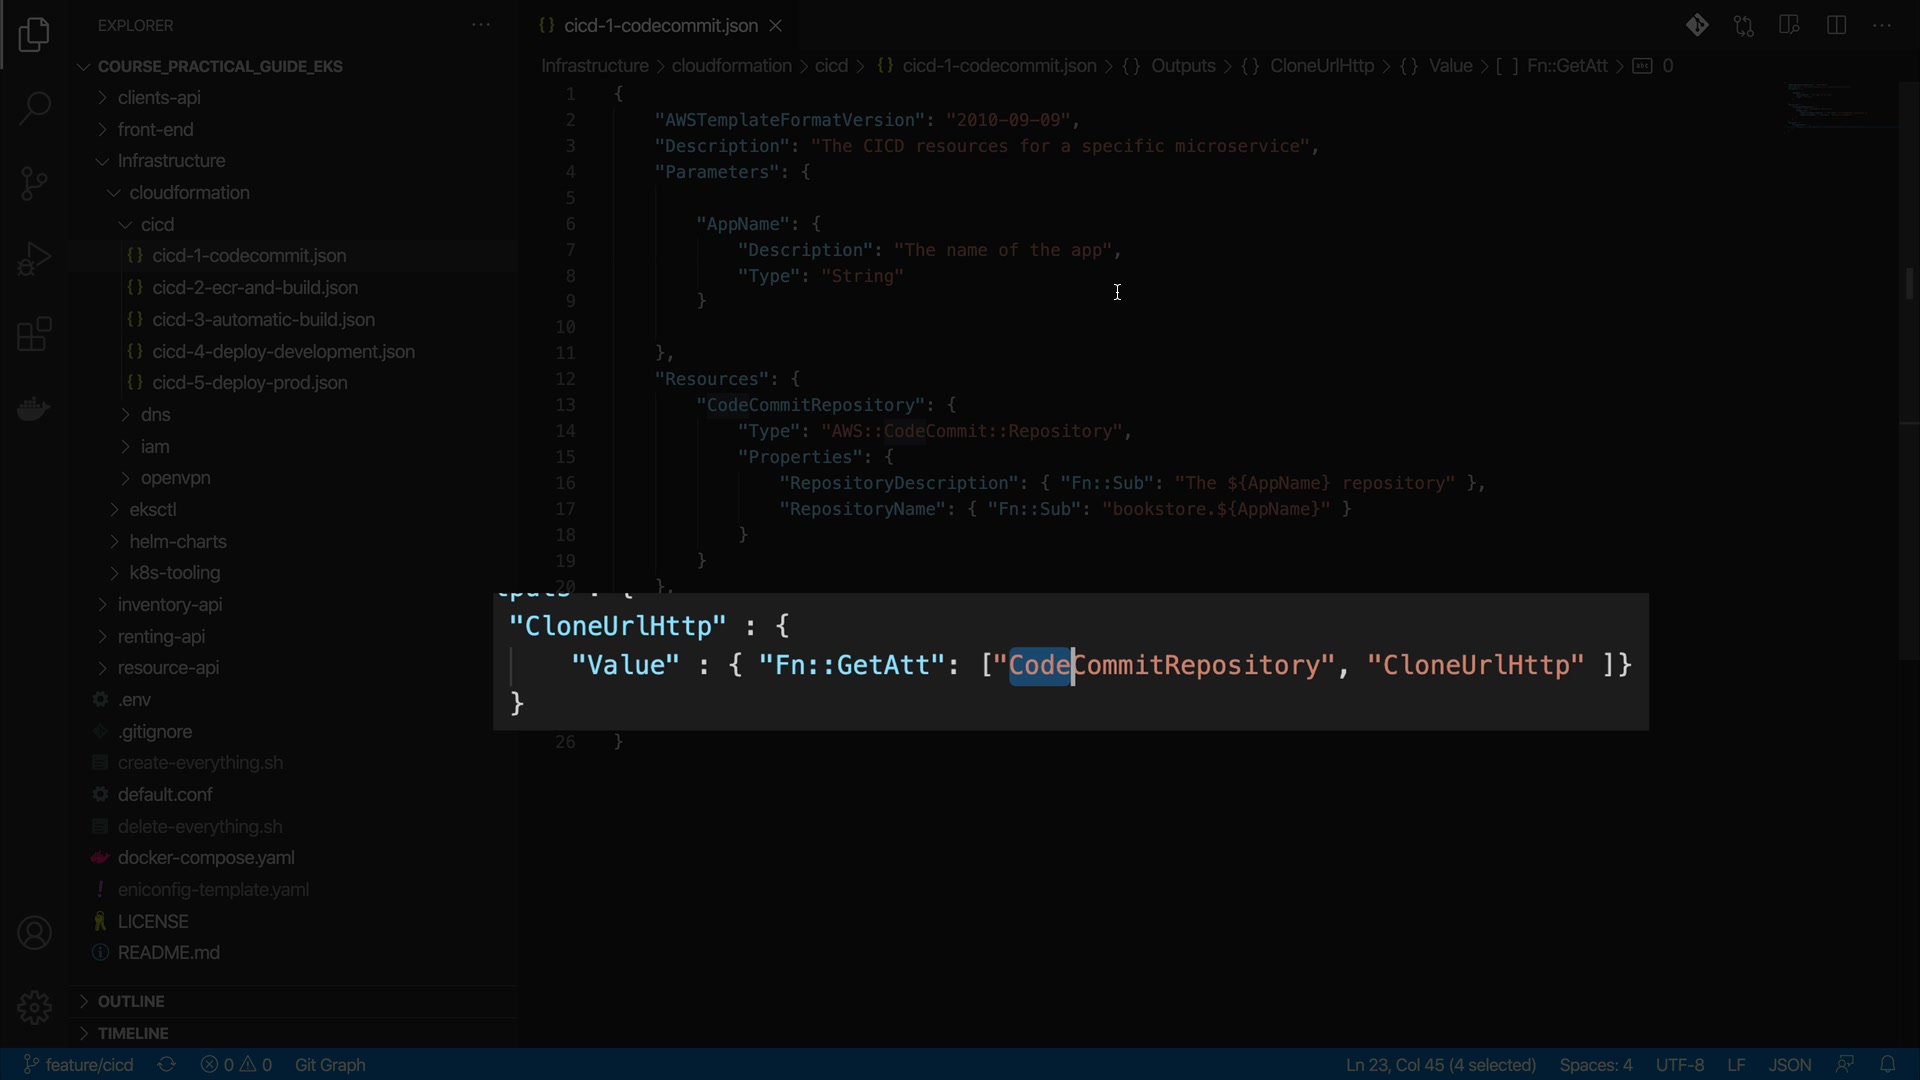 EXPLORER
COURSE_PRACTICAL_GUIDE_EKS
clients-api
front-end
Infrastructure
cloudformation
cicd
{} cicd-1-codecommit.json
{} cicd-2-ecr-and-build.json
{} cicd-3-automatic-build.json
{} cicd-4-deploy-development.json
{} cicd-5-deploy-prod.json
dns
iam
openvpn
eksctl
helm-charts
k8s-tooling
inventory-api
renting-api
resource-api
.env
.gitignore
create-everything.sh
default.conf
delete-everything.sh
docker-compose.yaml
! eniconfig-template.yaml
LICENSE
README.md
OUTLINE
TIMELINE
{} cicd-1-codecommit.json
Infrastructure > cloudformation > cicd > {} cicd-1-codecommit.json > {} Outputs > {} CloneUrlHttp > {} Value > [ ] Fn::GetAtt > abc 0
1 {
2 "AWSTemplateFormatVersion": "2010-09-09",
3 "Description": "The CICD resources for a specific microservice",
4 "Parameters": {
5
6 "AppName": {
7 "Description": "The name of the app",
8 "Type": "String"
9 }
10
11 },
12 "Resources": {
13 "CodeCommitRepository": {
14 "Type": "AWS::CodeCommit::Repository",
15 "Properties": {
16 "RepositoryDescription": { "Fn::Sub": "The ${AppName} repository" },
17 "RepositoryName": { "Fn::Sub": "bookstore.${AppName}" }
18 }
19 }
20 },
"CloneUrlHttp" : {
"Value" : { "Fn::GetAtt": ["CodeCommitRepository", "CloneUrlHttp" ]}
}
26 }
feature/cicd 0 0 Git Graph Ln 23, Col 45 (4 selected) Spaces: 4 UTF-8 LF JSON